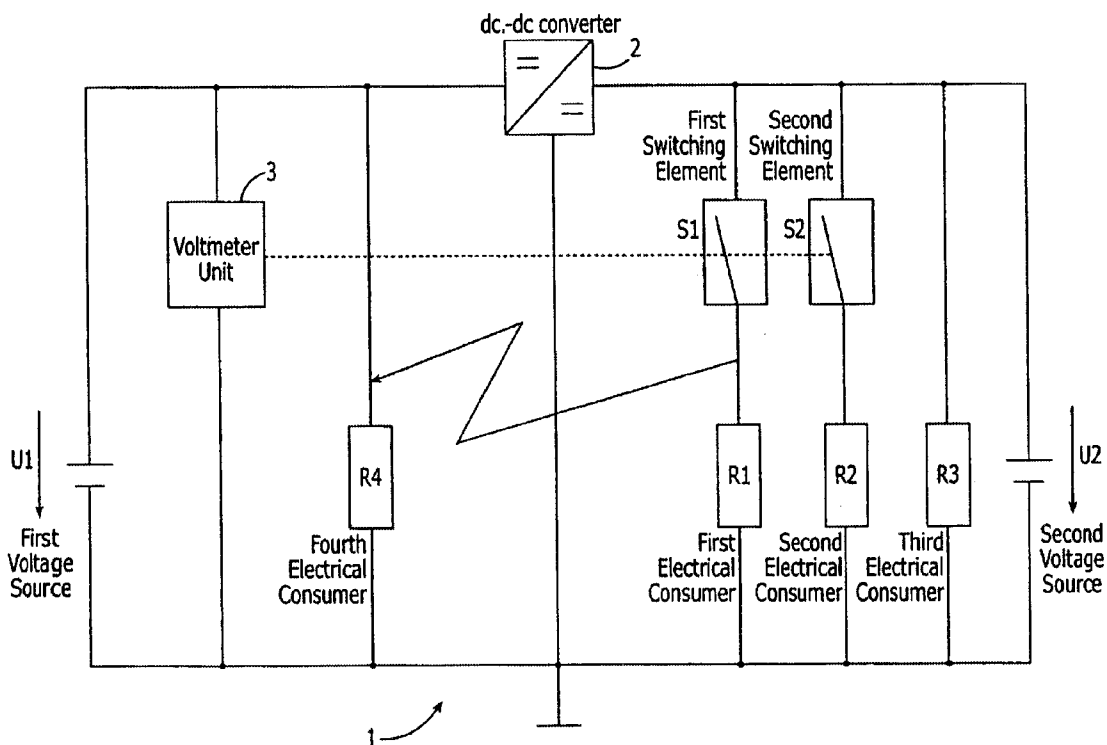 dc.-dc converter
2
First
Switching
Element
Second
Switching
Element
3
Voltmeter
Unit
S1
S2
U1
First
Voltage
Source
R4
Fourth
Electrical
Consumer
R1
First
Electrical
Consumer
R2
Second
Electrical
Consumer
R3
Third
Electrical
Consumer
U2
Second
Voltage
Source
1